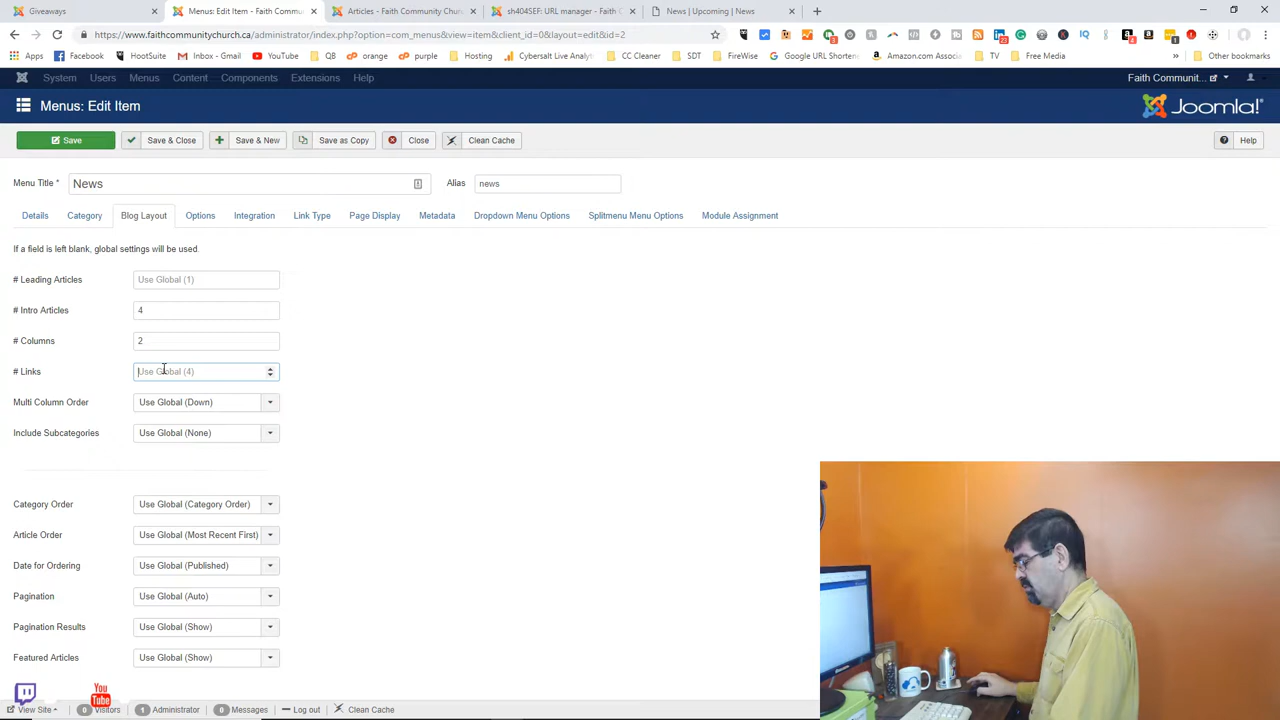 Giveaways
Menus: Edit Item - Faith Commu
Articles - Faith Community Churc
sh404SEF: URL manager - Faith C
News | Upcoming | News
https://www.faithcommunitychurch.ca/administrator/index.php?option=com_menus&view=item&client_id=0&layout=edit&id=2
Apps
Facebook
HootSuite
Inbox - Gmail
YouTube
QB
orange
purple
Hosting
Cybersalt Live Analy
CC Cleaner
SDT
FireWise
Google URL Shortene
Amazon.com Associa
TV
Free Media
Other bookmarks
System Users Menus Content Components Extensions Help
Faith Communit...
Menus: Edit Item
Joomla!
Save
Save & Close
Save & New
Save as Copy
Close
Clean Cache
Help
Menu Title * News
Alias news
Details Category Blog Layout Options Integration Link Type Page Display Metadata Dropdown Menu Options Splitmenu Menu Options Module Assignment
If a field is left blank, global settings will be used.
# Leading Articles Use Global (1)
# Intro Articles 4
# Columns 2
# Links Use Global (4)
Multi Column Order Use Global (Down)
Include Subcategories Use Global (None)
Category Order Use Global (Category Order)
Article Order Use Global (Most Recent First)
Date for Ordering Use Global (Published)
Pagination Use Global (Auto)
Pagination Results Use Global (Show)
Featured Articles Use Global (Show)
You
Tube
View Site 0 Visitors 1 Administrator 0 Messages Log out Clean Cache